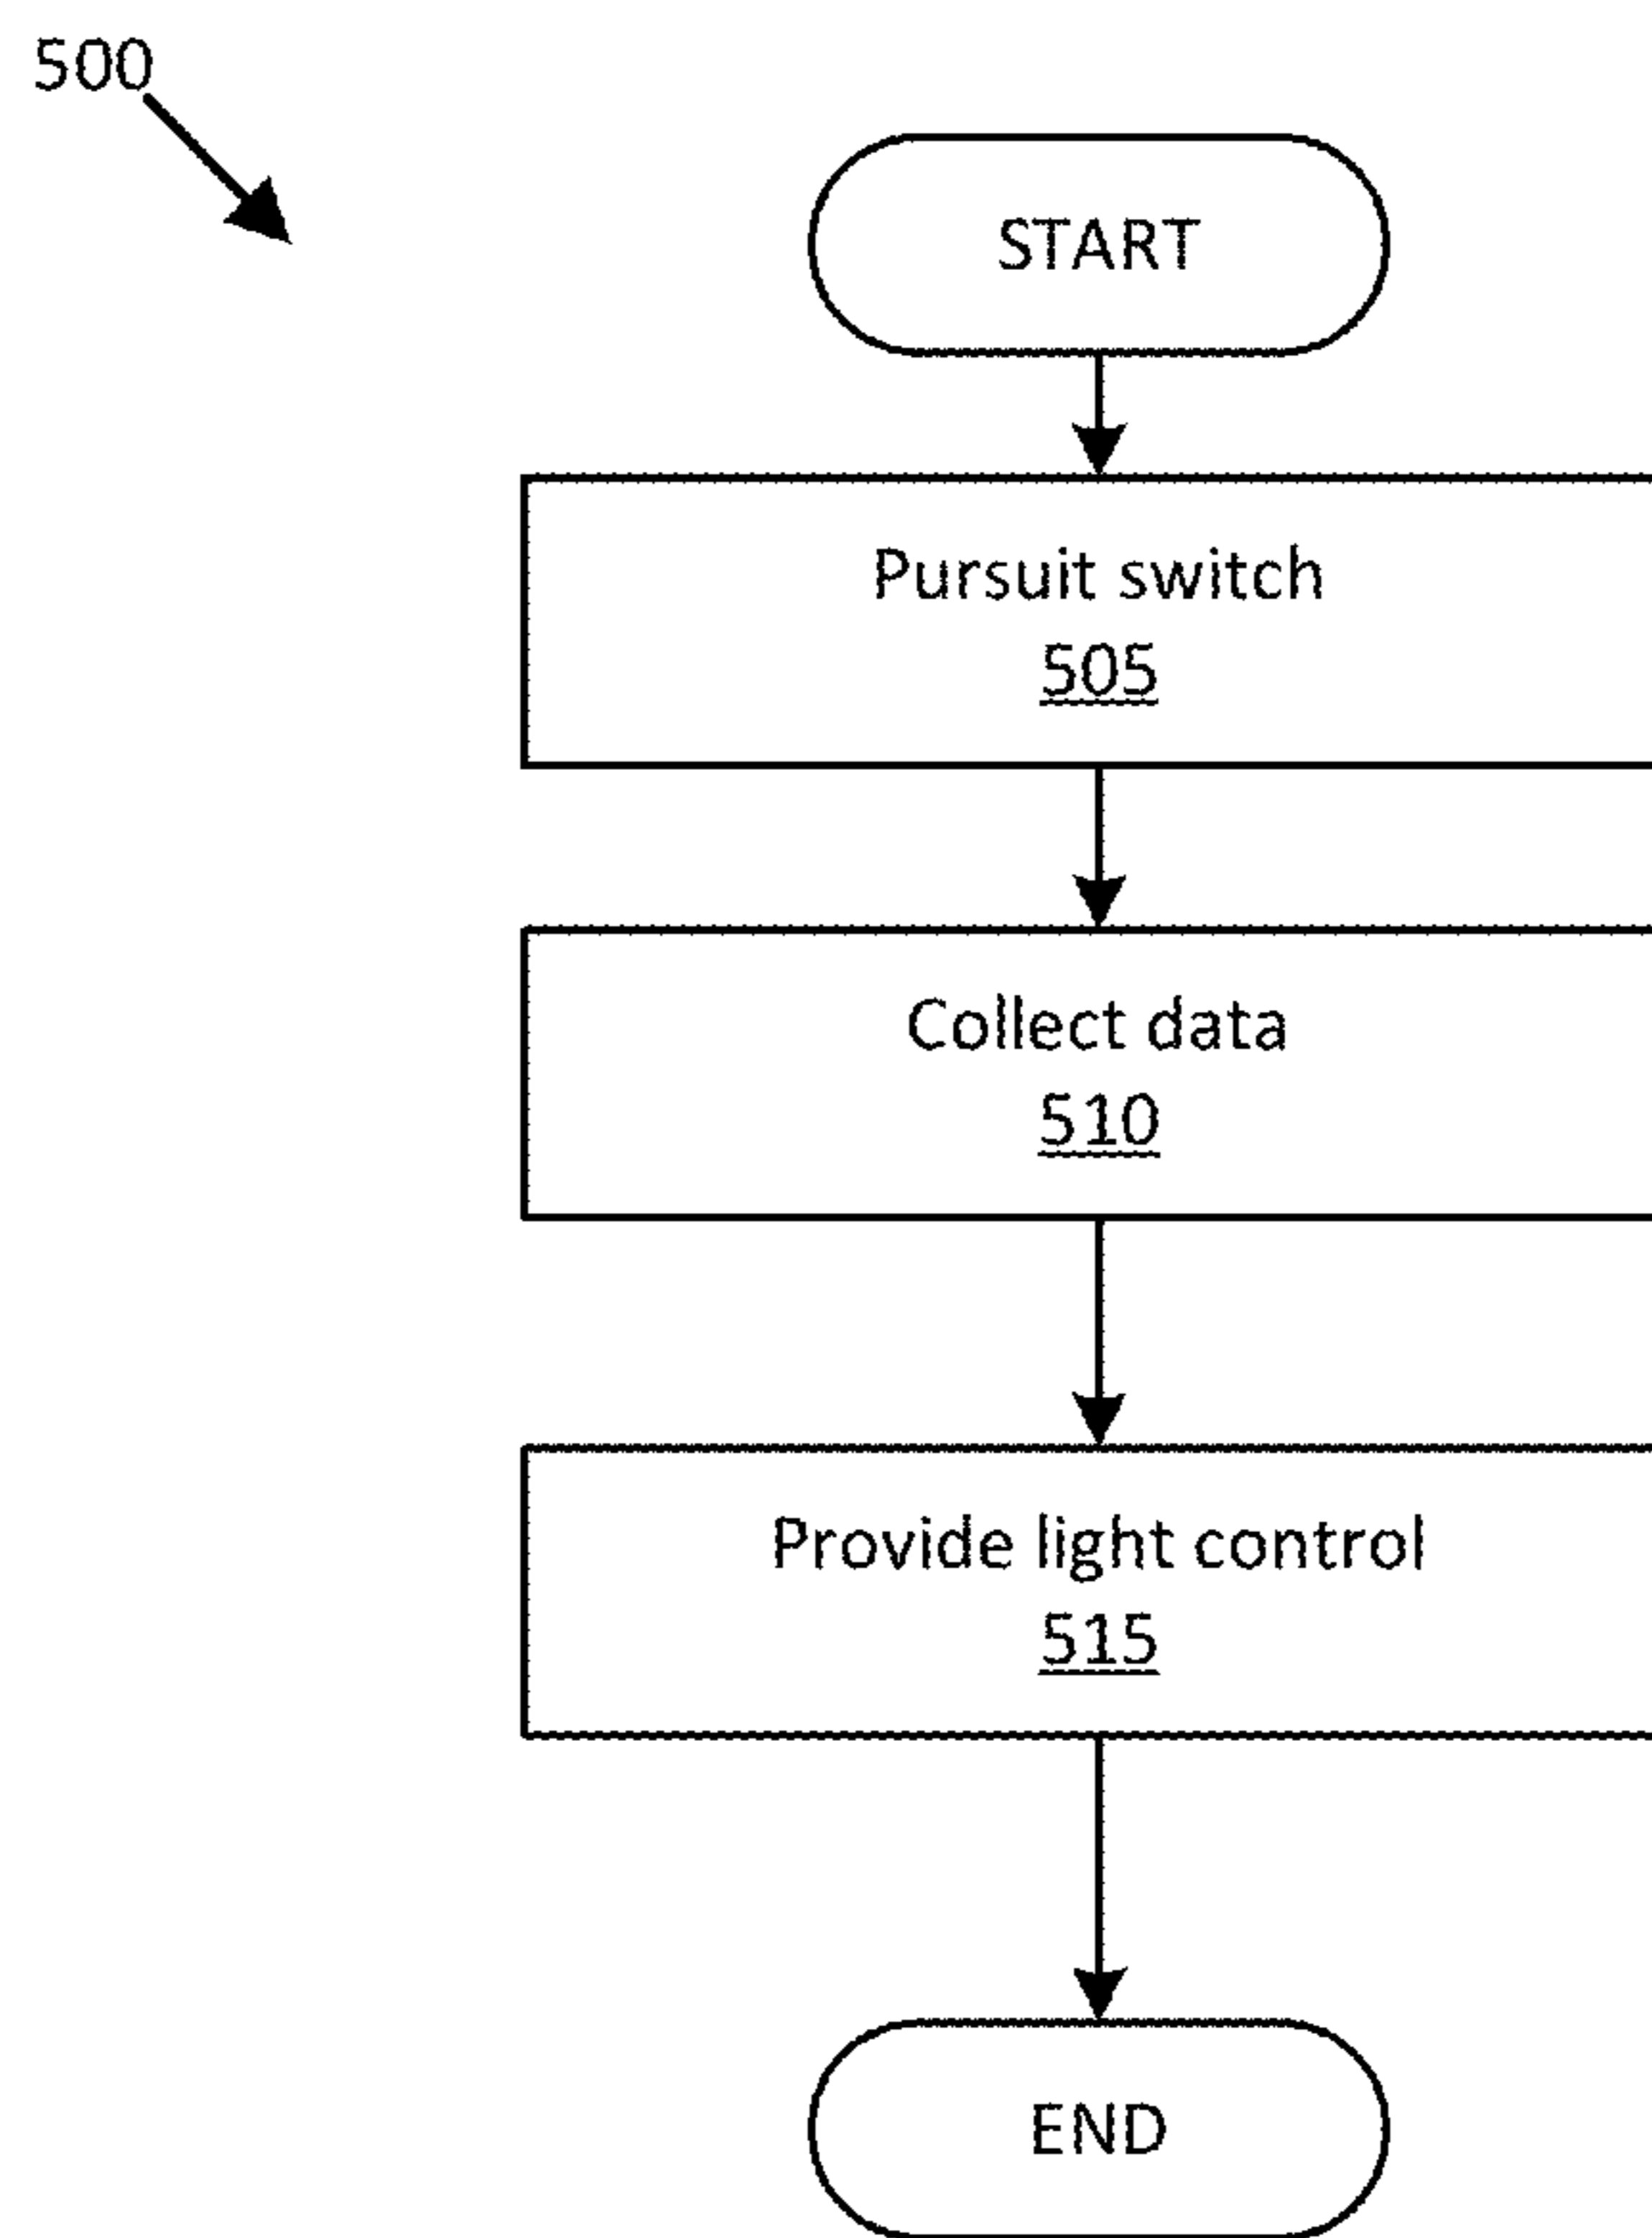 500
START
Pursuit switch
505
Collect data
510
Provide light control
515
END